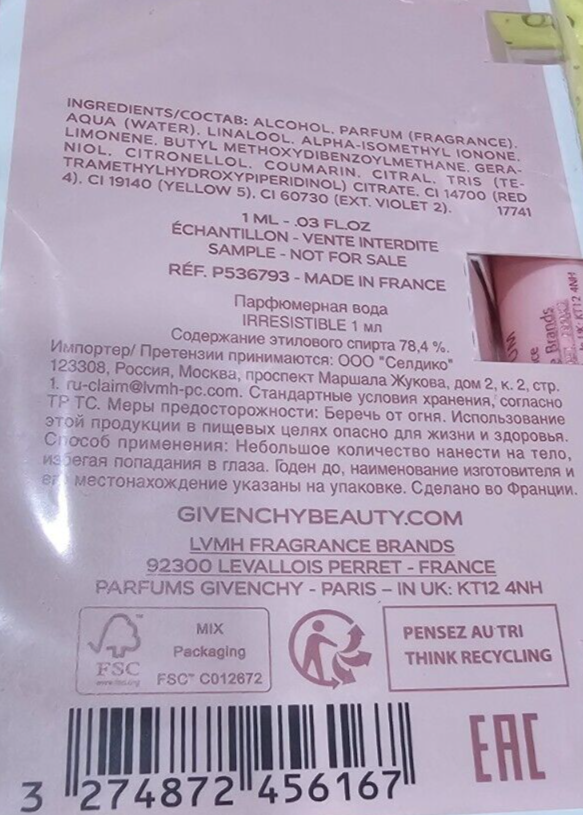 INGREDIENTS/СОСТАВ: ALCOHOL, PARFUM (FRAGRANCE),
AQUA (WATER), LINALOOL, ALPHA-ISOMETHYL IONONE,
LIMONENE, BUTYL METHOXYDIBENZOYLMETHANE, GERA-
NIOL, CITRONELLOL, COUMARIN, CITRAL, TRIS (TE-
TRAMETHYLHYDROXYPIPERIDINOL) CITRATE, CI 14700 (RED
4), CI 19140 (YELLOW 5), CI 60730 (EXT. VIOLET 2). 17741
1 ML - .03 FL.OZ
ÉCHANTILLON - VENTE INTERDITE
SAMPLE - NOT FOR SALE
RÉF. P536793 - MADE IN FRANCE
Парфюмерная вода
IRRESISTIBLE 1 мл
Содержание этилового спирта 78,4 %.
Импортер/ Претензии принимаются: ООО "Селдико"
123308, Россия, Москва, проспект Маршала Жукова, дом 2, к. 2, стр.
1. ru-claim@lvmh-pc.com. Стандартные условия хранения, согласно
ТР ТС. Меры предосторожности: Беречь от огня. Использование
этой продукции в пищевых целях опасно для жизни и здоровья.
Способ применения: Небольшое количество нанести на тело,
избегая попадания в глаза. Годен до, наименование изготовителя и
его местонахождение указаны на упаковке. Сделано во Франции.
GIVENCHYBEAUTY.COM
LVMH FRAGRANCE BRANDS
92300 LEVALLOIS PERRET - FRANCE
PARFUMS GIVENCHY - PARIS – IN UK: KT12 4NH
FSC
www.fsc.org
MIX
Packaging
FSC™ C012672
PENSEZ AU TRI
THINK RECYCLING
3 274872 456167
EAC
Brands
KT12 4NH